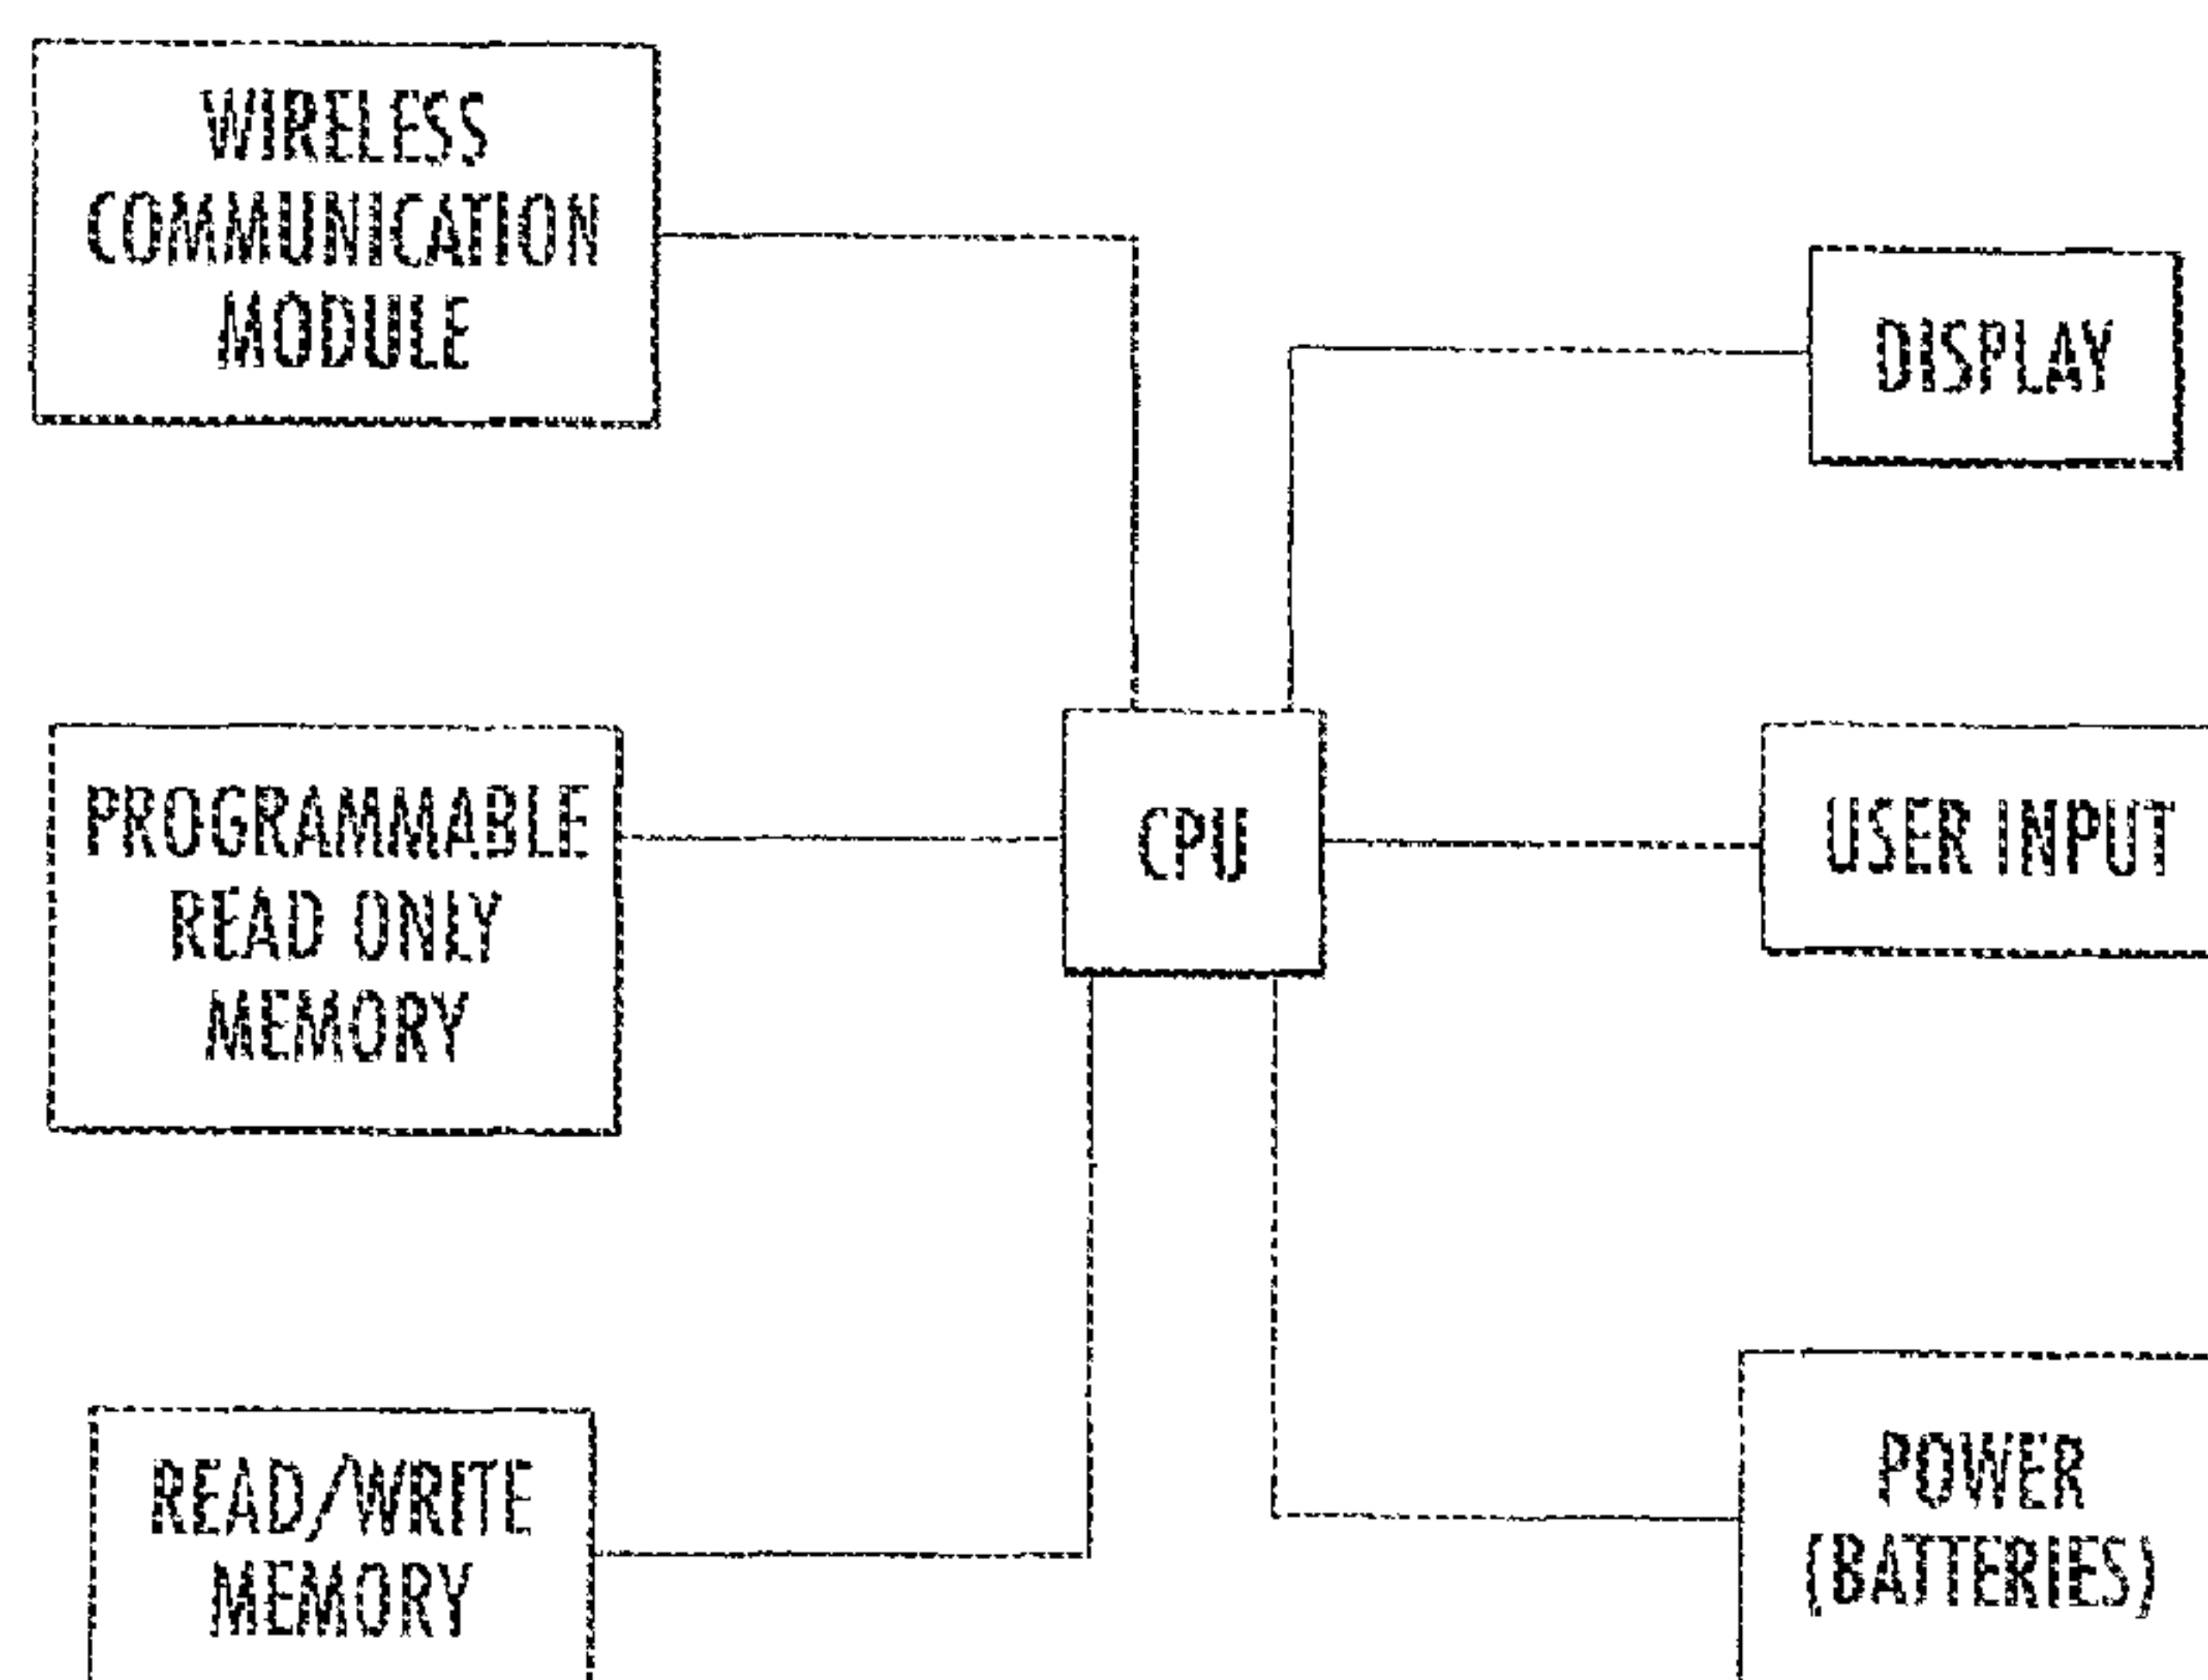 WIRELESS
COMMUNICATION
MODULE
DISPLAY
PROGRAMMABLE
READ ONLY
MEMORY
CPU
USER INPUT
READ/WRITE
MEMORY
POWER
(BATTERIES)